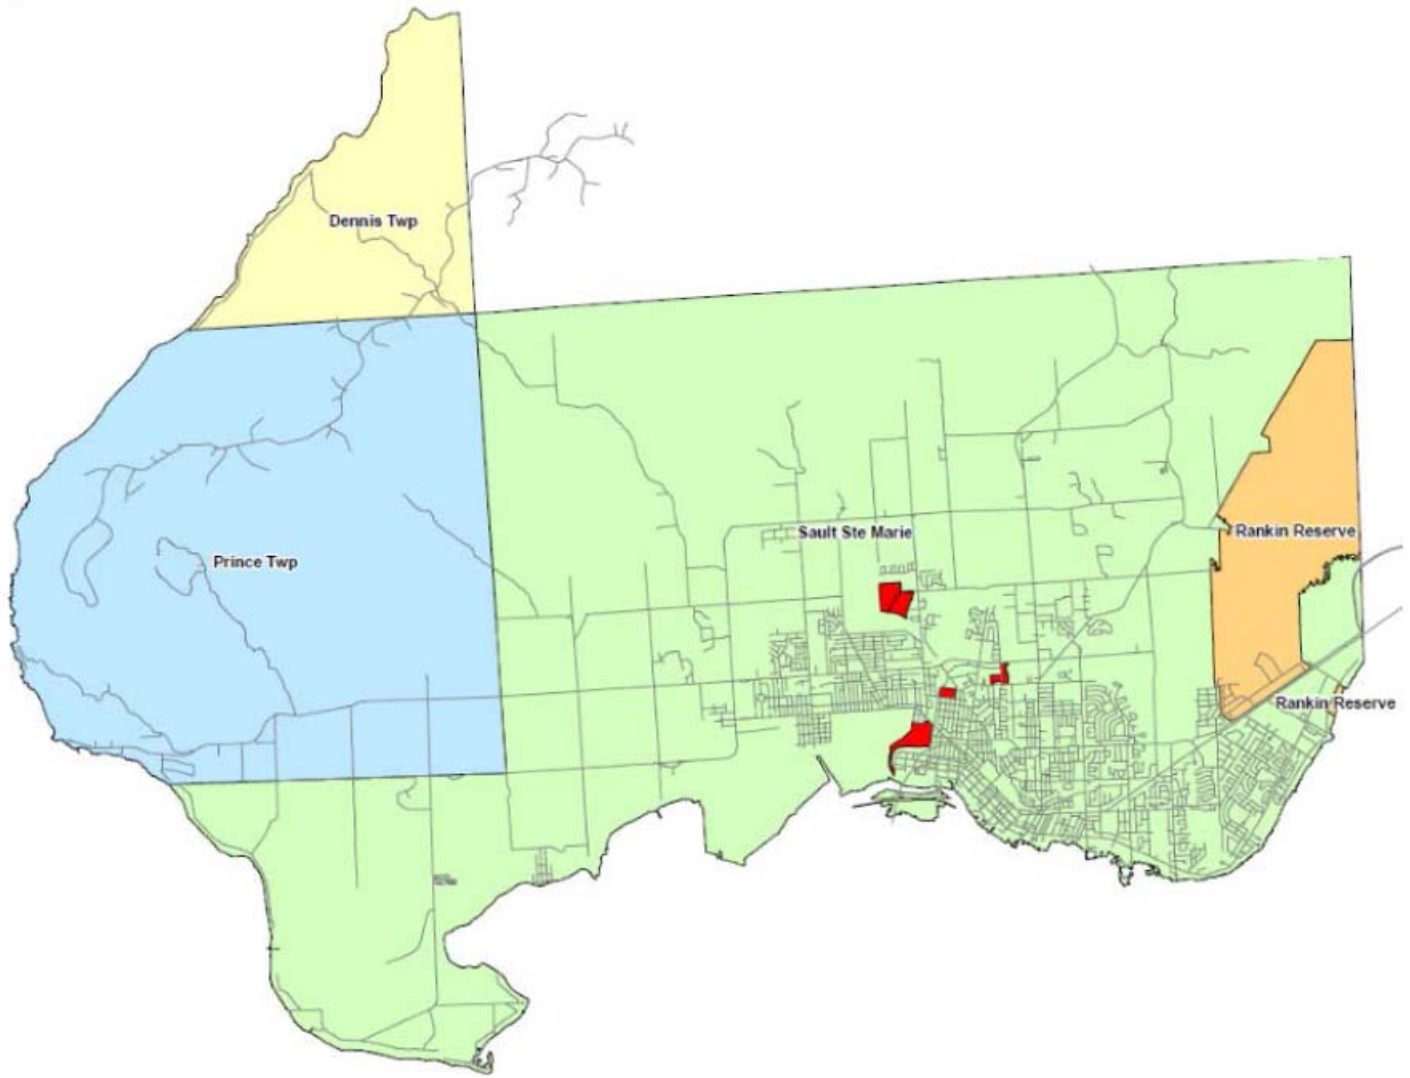 Dennis Twp
Sault Ste Marie
Rankin Reserve
Prince Twp
Rankin Reserve